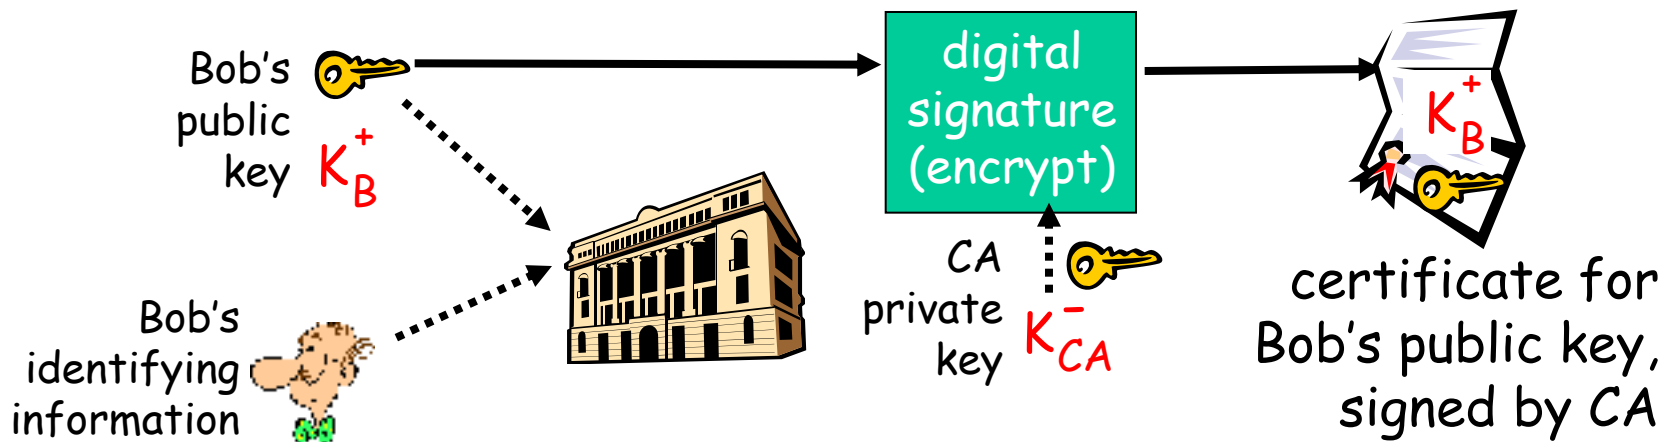 Bob's
public
key
K
+
B
digital
signature
(encrypt)
K
+
B
Bob's
identifying
information
CA
private
key
K
-
CA
certificate for
Bob's public key,
signed by CA